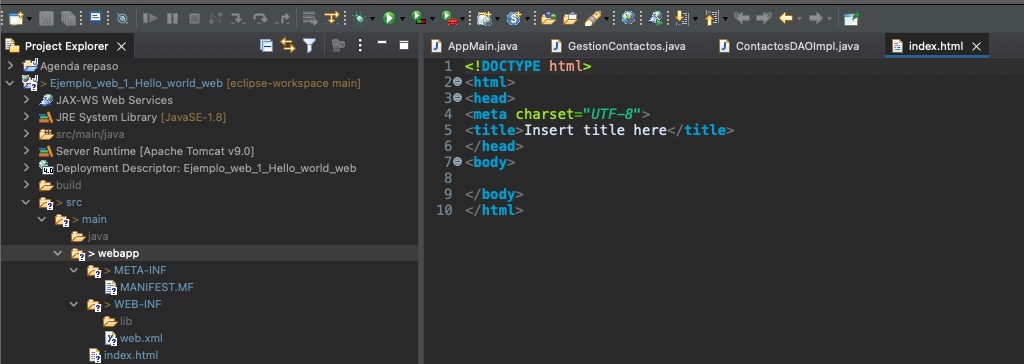 Project Explorer
Agenda repaso
> Ejemplo_web_1_Hello_world_web [eclipse-workspace main]
JAX-WS Web Services
JRE System Library [JavaSE-1.8]
src/main/java
Server Runtime [Apache Tomcat v9.0]
Deployment Descriptor: Ejemplo_web_1_Hello_world_web
build
> src
> main
java
> webapp
> META-INF
MANIFEST.MF
> WEB-INF
lib
web.xml
index.html
AppMain.java GestionContactos.java ContactosDAOImpl.java index.html
1 <!DOCTYPE html>
2 <html>
3 <head>
4 <meta charset="UTF-8">
5 <title>Insert title here</title>
6 </head>
7 <body>
8
9 </body>
10 </html>